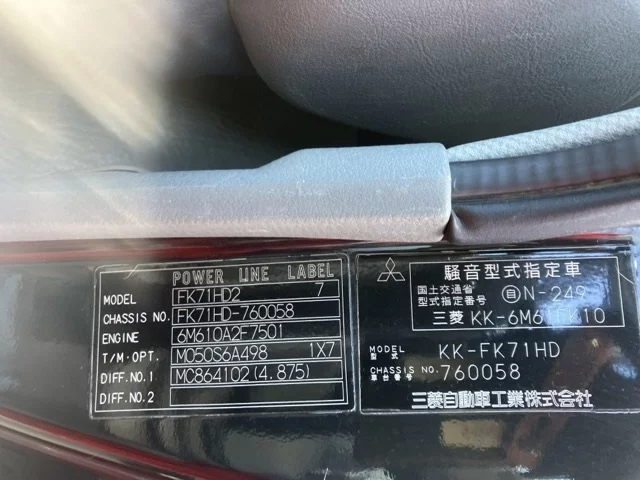 POWER LINE LABEL
MODEL FK71HD2 7
CHASSIS NO. FK71HD-760058
ENGINE 6M610A2F7501
T/M.OPT. M050S6A498 1X7
DIFF.NO.1 MC864102(4.875)
DIFF.NO.2
騒音型式指定車
国土交通省
型式指定番号 自N-249
三菱 KK-6M61FK10
MODEL
型式 KK-FK71HD
CHASSIS NO.
車台番号 760058
三菱自動車工業株式会社